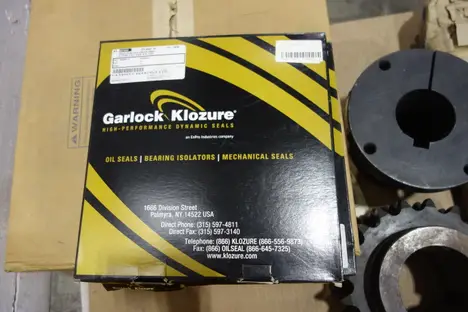 WARNING
Garlock Klozure®
HIGH-PERFORMANCE DYNAMIC SEALS
an EnPro Industries company
OIL SEALS | BEARING ISOLATORS | MECHANICAL SEALS
1666 Division Street
Palmyra, NY 14522 USA
Direct Phone: (315) 597-4811
Direct Fax: (315) 597-3140
Telephone: (866) KLOZURE (866-556-9873)
Fax: (866) OILSEAL (866-645-7325)
www.klozure.com